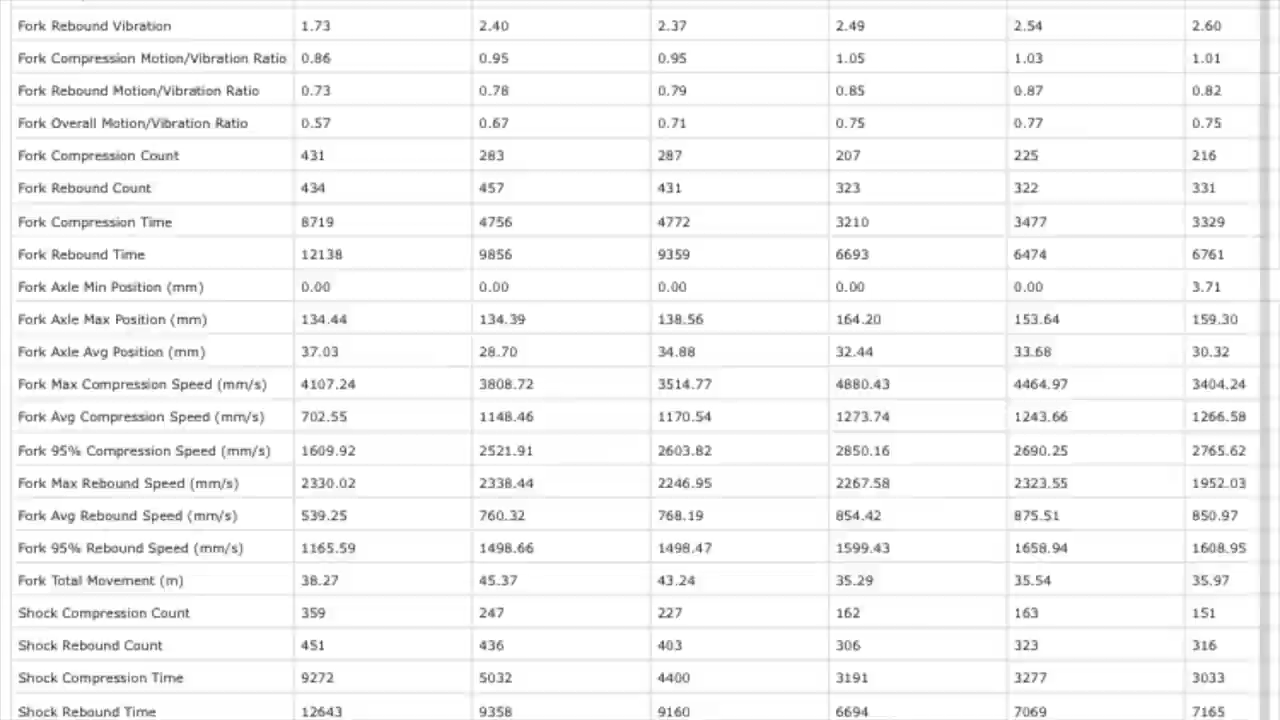 Fork Rebound Vibration 1.73 2.40 2.37 2.49 2.54 2.60
Fork Compression Motion/Vibration Ratio 0.86 0.95 0.95 1.05 1.03 1.01
Fork Rebound Motion/Vibration Ratio 0.73 0.78 0.79 0.85 0.87 0.82
Fork Overall Motion/Vibration Ratio 0.57 0.67 0.71 0.75 0.77 0.75
Fork Compression Count 431 283 287 207 225 216
Fork Rebound Count 434 457 431 323 322 331
Fork Compression Time 8719 4756 4772 3210 3477 3329
Fork Rebound Time 12138 9856 9359 6693 6474 6761
Fork Axle Min Position (mm) 0.00 0.00 0.00 0.00 0.00 3.71
Fork Axle Max Position (mm) 134.44 134.39 138.56 164.20 153.64 159.30
Fork Axle Avg Position (mm) 37.03 28.70 34.88 32.44 33.68 30.32
Fork Max Compression Speed (mm/s) 4107.24 3808.72 3514.77 4880.43 4464.97 3404.24
Fork Avg Compression Speed (mm/s) 702.55 1148.46 1170.54 1273.74 1243.66 1266.58
Fork 95% Compression Speed (mm/s) 1609.92 2521.91 2603.82 2850.16 2690.25 2765.62
Fork Max Rebound Speed (mm/s) 2330.02 2338.44 2246.95 2267.58 2323.55 1952.03
Fork Avg Rebound Speed (mm/s) 539.25 760.32 768.19 854.42 875.51 850.97
Fork 95% Rebound Speed (mm/s) 1165.59 1498.66 1498.47 1599.43 1658.94 1608.95
Fork Total Movement (m) 38.27 45.37 43.24 35.29 35.54 35.97
Shock Compression Count 359 247 227 162 163 151
Shock Rebound Count 451 436 403 306 323 316
Shock Compression Time 9272 5032 4400 3191 3277 3033
Shock Rebound Time 12643 9358 9160 6694 7069 7165